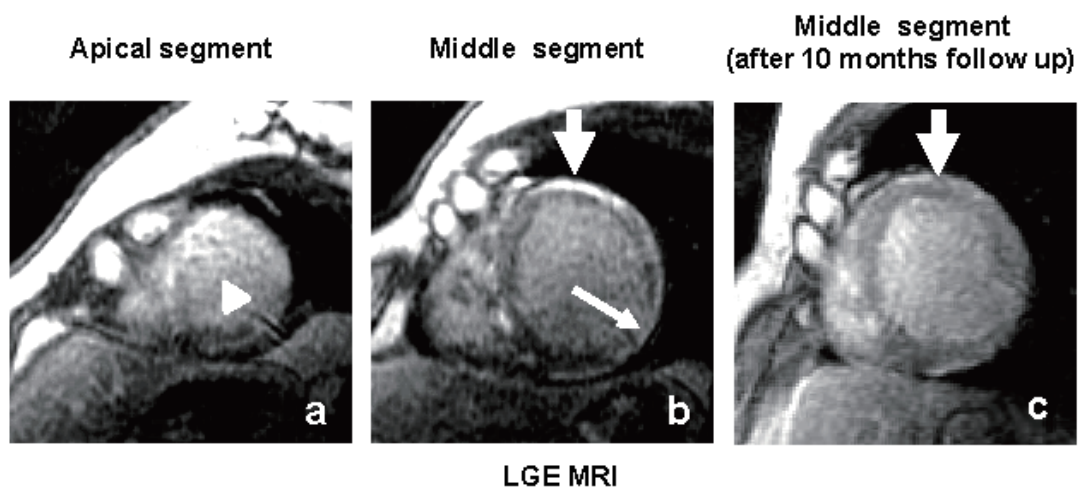 Apical segment
Middle segment
Middle segment
(after 10 months follow up)
a
b
c
LGE MRI